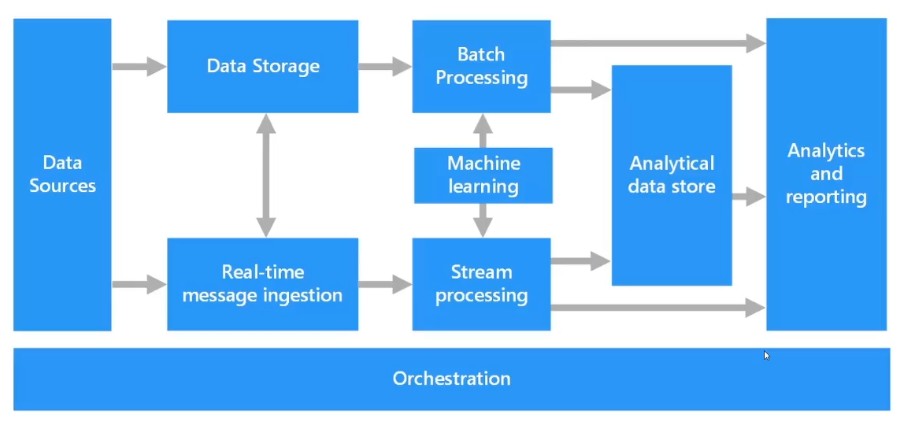 Data
Sources
Data Storage
Real-time
message ingestion
Batch
Processing
Machine
learning
Stream
processing
Analytical
data store
Analytics
and
reporting
Orchestration